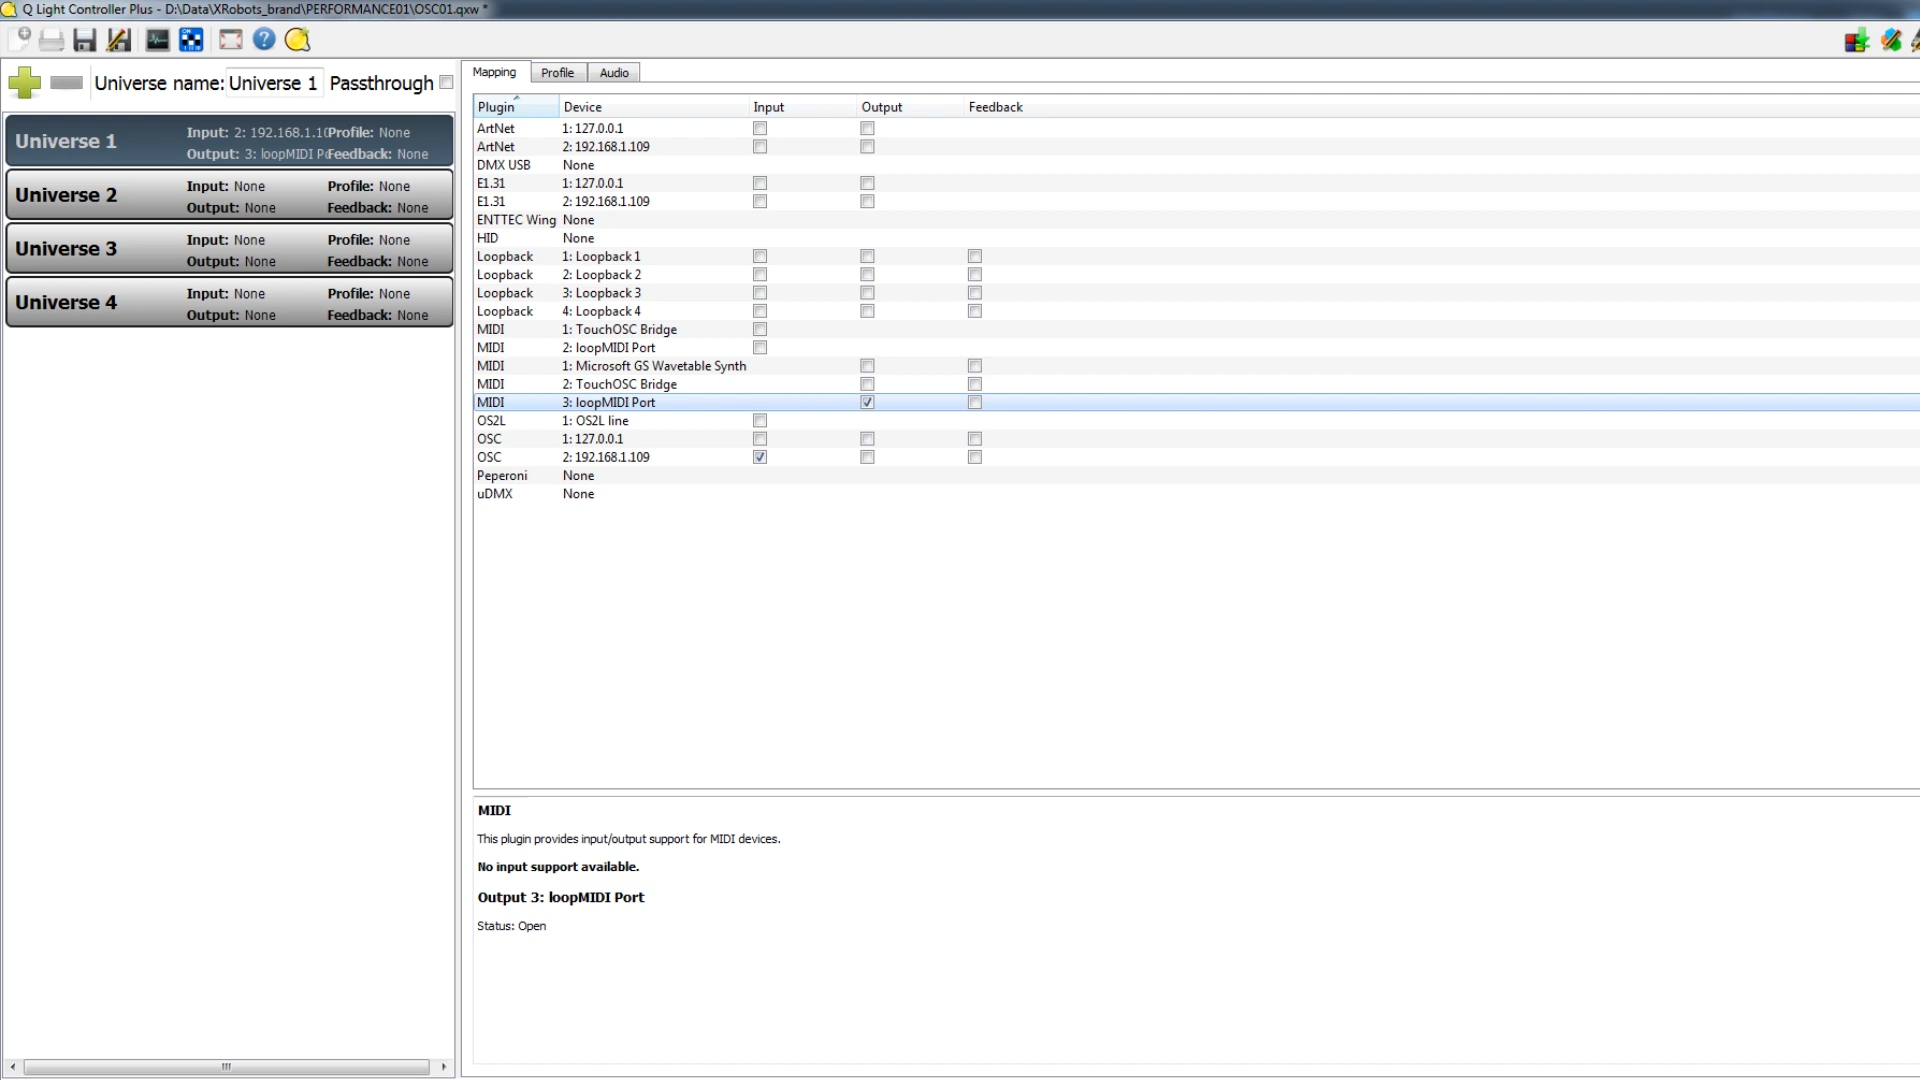 Q Light Controller Plus - D:\Data\XRobots_brand\PERFORMANCE01\OSC01.qxw *
Universe name: Universe 1 Passthrough
Mapping Profile Audio
Plugin Device Input Output Feedback
Universe 1 Input: 2: 192.168.1.10 Profile: None
Output: 3: loopMIDI Po Feedback: None
Universe 2 Input: None Profile: None
Output: None Feedback: None
Universe 3 Input: None Profile: None
Output: None Feedback: None
Universe 4 Input: None Profile: None
Output: None Feedback: None
ArtNet 1: 127.0.0.1
ArtNet 2: 192.168.1.109
DMX USB None
E1.31 1: 127.0.0.1
E1.31 2: 192.168.1.109
ENTTEC Wing None
HID None
Loopback 1: Loopback 1
Loopback 2: Loopback 2
Loopback 3: Loopback 3
Loopback 4: Loopback 4
MIDI 1: TouchOSC Bridge
MIDI 2: loopMIDI Port
MIDI 1: Microsoft GS Wavetable Synth
MIDI 2: TouchOSC Bridge
MIDI 3: loopMIDI Port
OS2L 1: OS2L line
OSC 1: 127.0.0.1
OSC 2: 192.168.1.109
Peperoni None
uDMX None
MIDI
This plugin provides input/output support for MIDI devices.
No input support available.
Output 3: loopMIDI Port
Status: Open